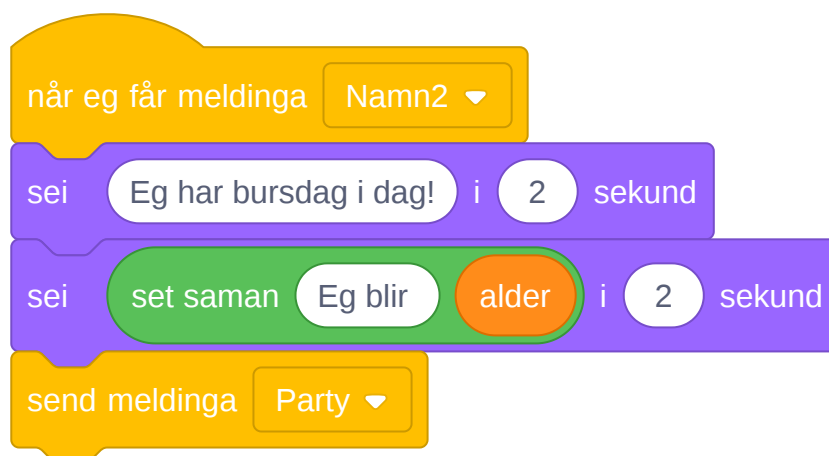 når eg får meldinga Namn2
sei Eg har bursdag i dag! i 2 sekund
sei set saman Eg blir alder i 2 sekund
send meldinga Party